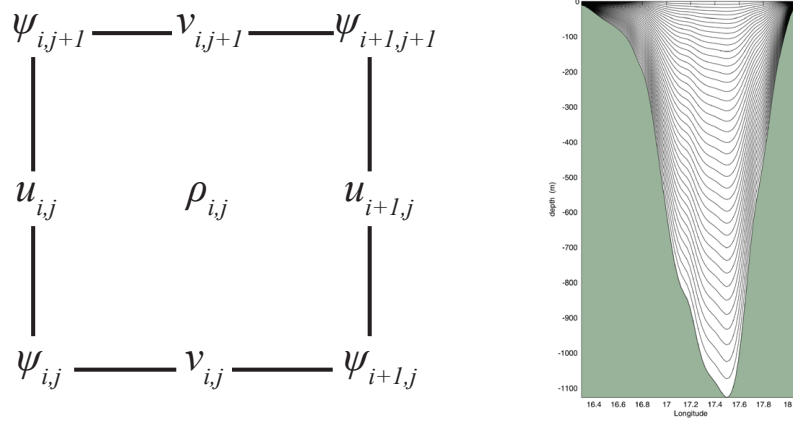 ψi,j+1 vi,j+1 ψi+1,j+1
ui,j ρi,j ui+1,j
ψi,j vi,j ψi+1,j
0
-100
-200
-300
-400
-500
-600
-700
-800
-900
-1000
-1100
depth (m)
16.4 16.6 16.8 17 17.2 17.4 17.6 17.8 18
Longitude